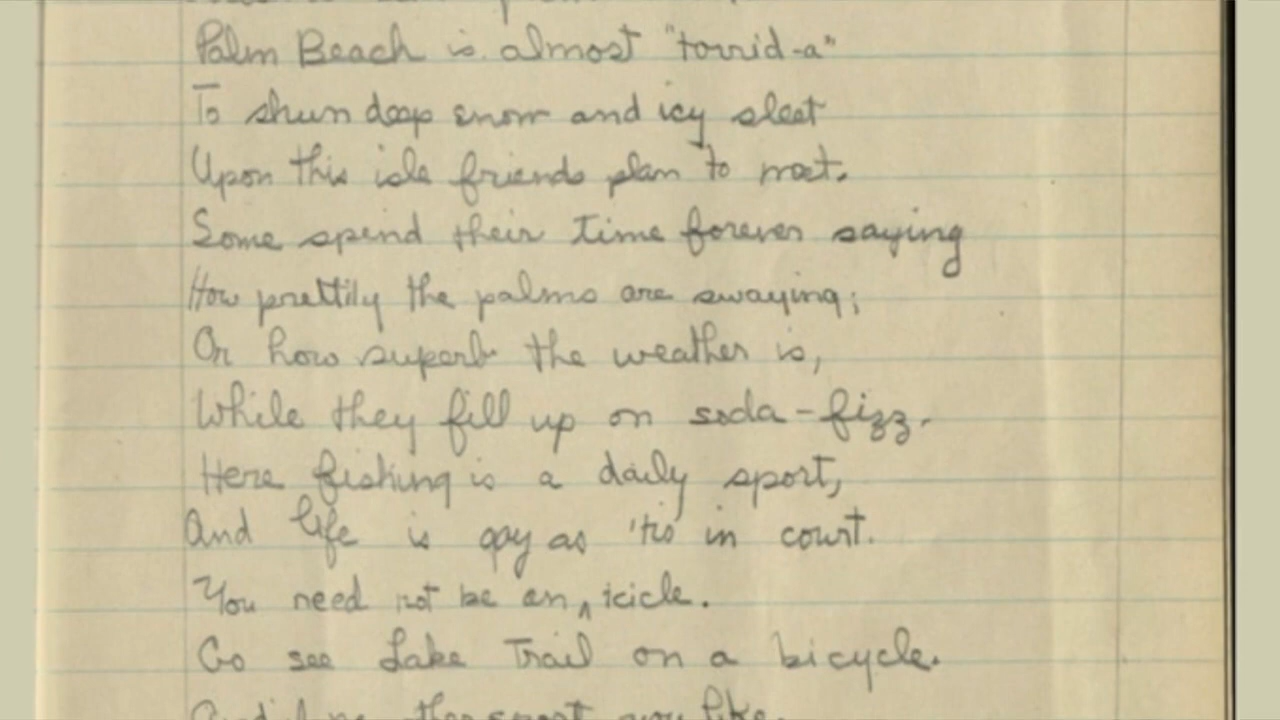 Palm Beach is almost "torrid-a"
To shun deep snow and icy sleet
Upon this isle friends plan to meet.
Some spend their time forever saying
How prettily the palms are swaying;
Or how superb the weather is,
While they fill up on soda-fizz.
Here fishing is a daily sport,
And life is gay as 'tis in court.
You need not be an ^ icicle.
Go see Lake Trail on a bicycle.
you like.